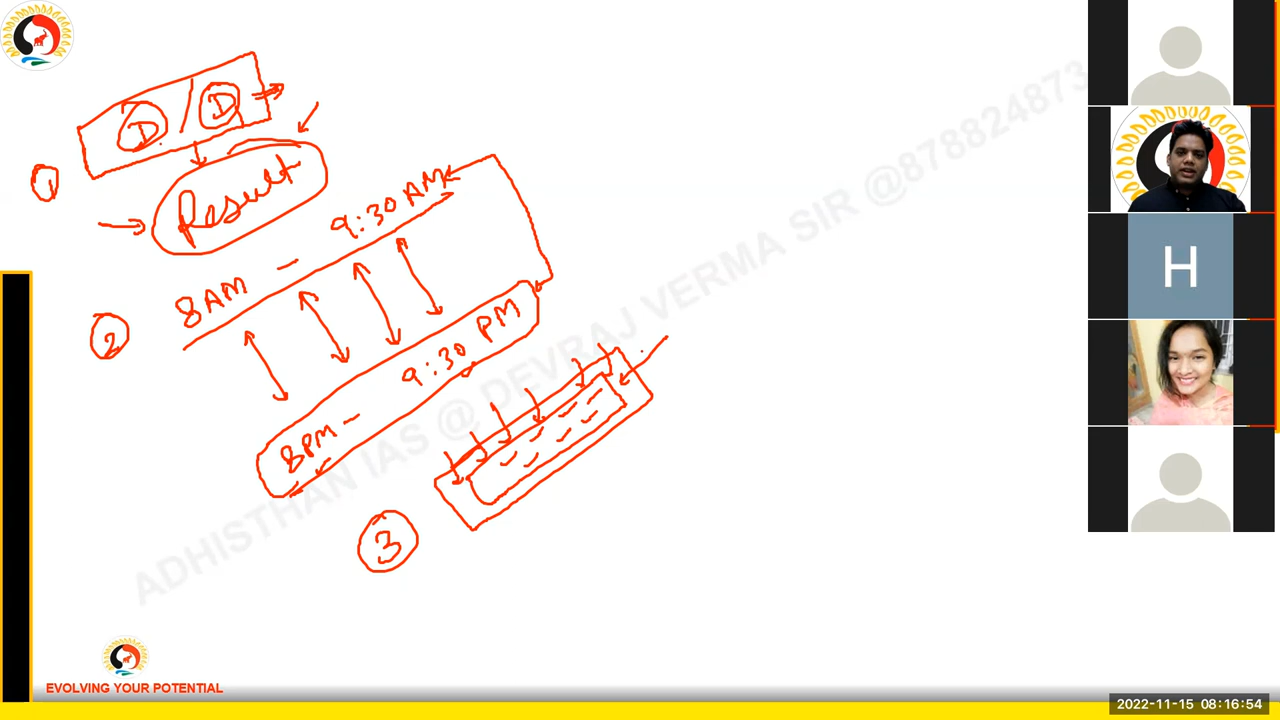 D / D
1
Result
8AM - 9:30 AM
2
8PM - 9:30 PM
3
ADHISTHAN IAS @ DEVRAJ VERMA SIR @878824873
H
EVOLVING YOUR POTENTIAL
2022-11-15 08:16:54